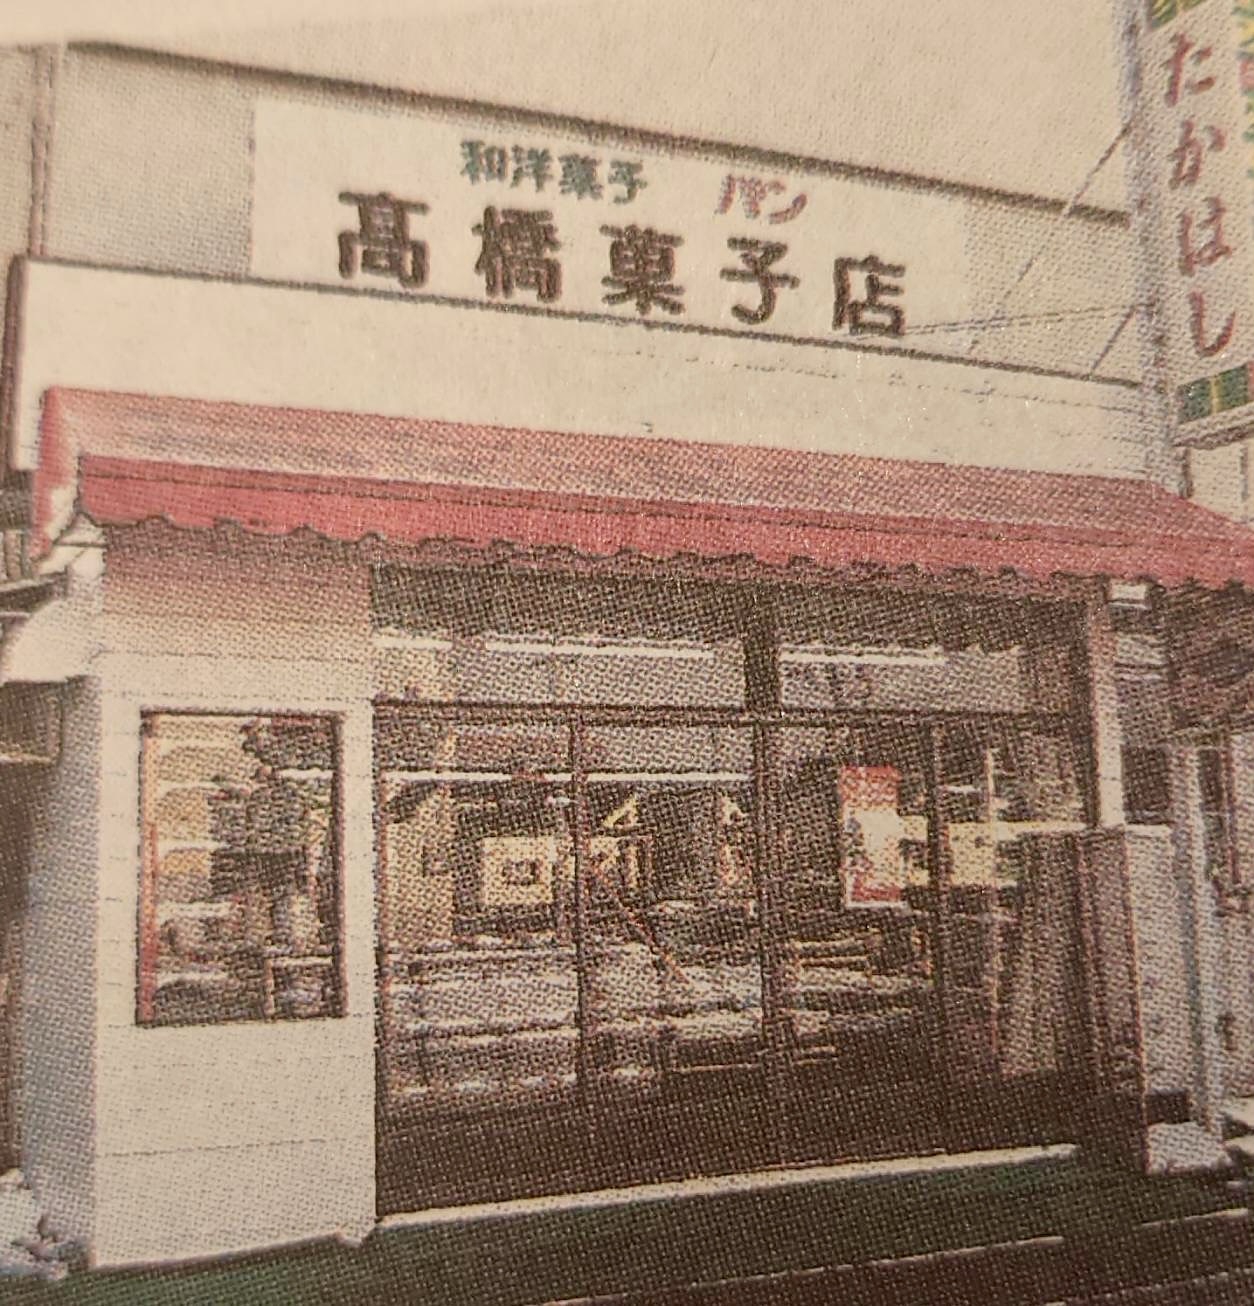 和洋菓子 パン
髙橋菓子店
たかはし